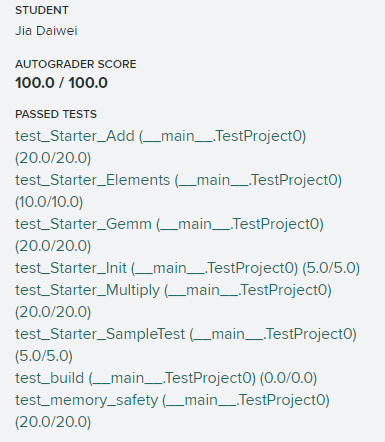 STUDENT
Jia Daiwei
AUTOGRADER SCORE
100.0 / 100.0
PASSED TESTS
test_Starter_Add (__main__.TestProject0)
(20.0/20.0)
test_Starter_Elements (__main__.TestProject0)
(10.0/10.0)
test_Starter_Gemm (__main__.TestProject0)
(20.0/20.0)
test_Starter_Init (__main__.TestProject0) (5.0/5.0)
test_Starter_Multiply (__main__.TestProject0)
(20.0/20.0)
test_Starter_SampleTest (__main__.TestProject0)
(5.0/5.0)
test_build (__main__.TestProject0) (0.0/0.0)
test_memory_safety (__main__.TestProject0)
(20.0/20.0)